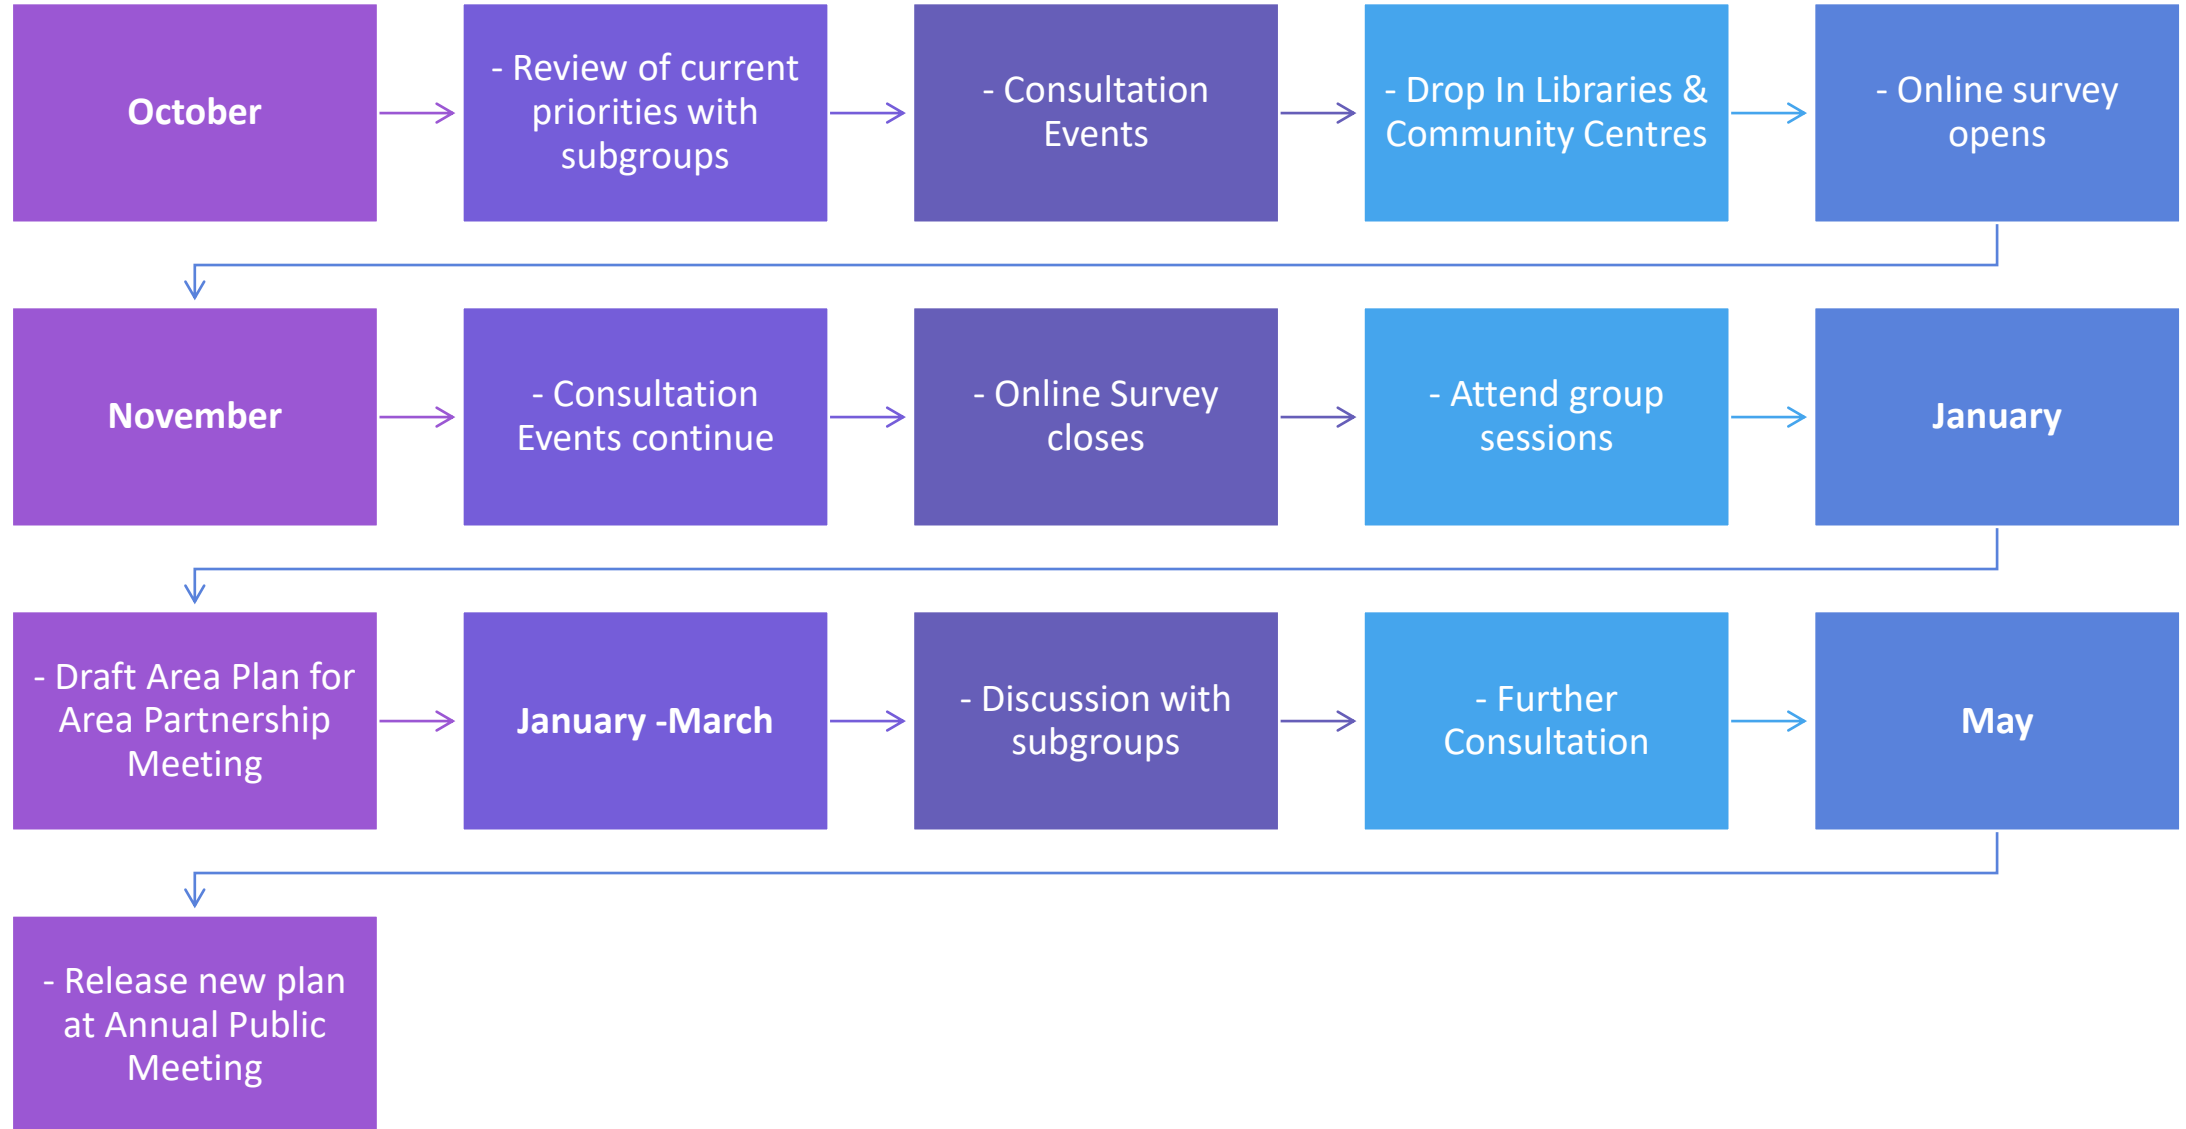 October
- Review of current
priorities with
subgroups
- Consultation
Events
- Drop In Libraries &
Community Centres
- Online survey
opens
November
- Consultation
Events continue
- Online Survey
closes
- Attend group
sessions
January
- Draft Area Plan for
Area Partnership
Meeting
January -March
- Discussion with
subgroups
- Further
Consultation
May
- Release new plan
at Annual Public
Meeting